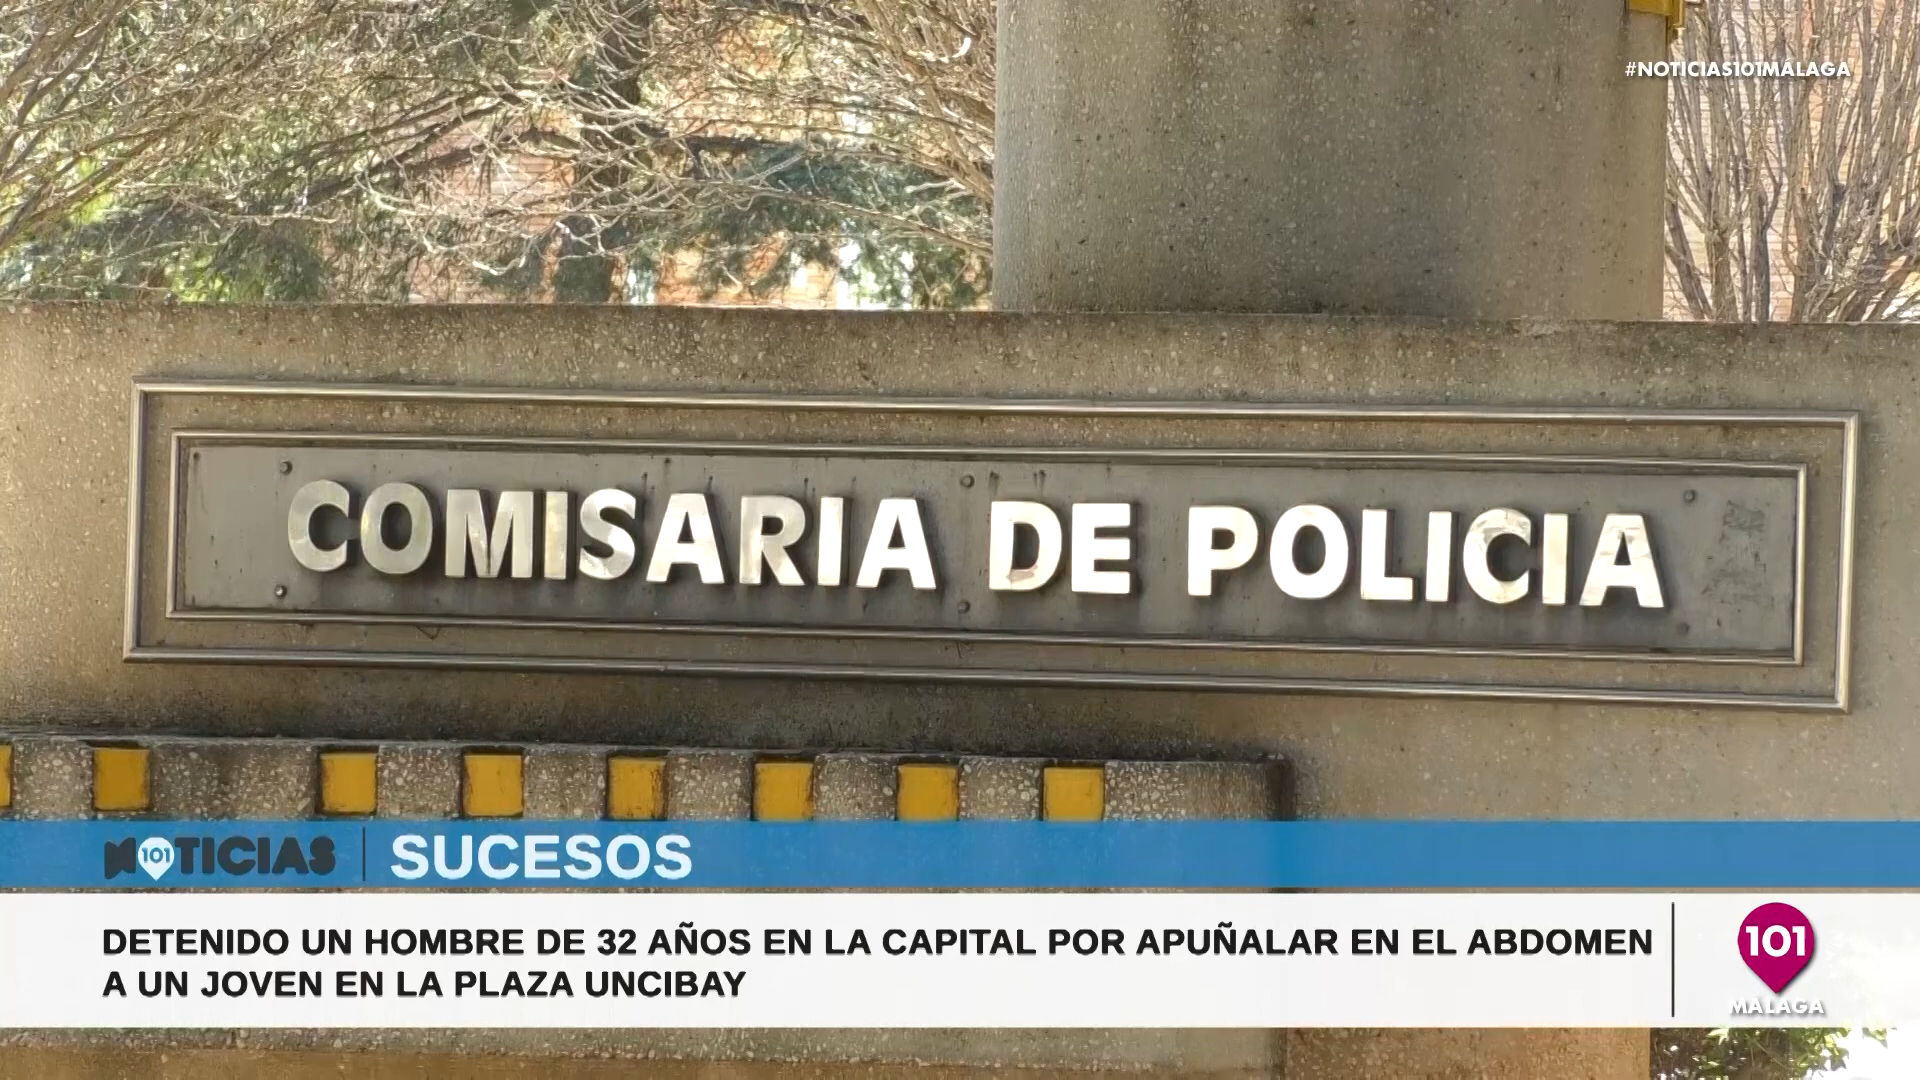 #NOTICIAS101MÁLAGA
COMISARIA DE POLICIA
NOTICIAS 101
SUCESOS
DETENIDO UN HOMBRE DE 32 AÑOS EN LA CAPITAL POR APUÑALAR EN EL ABDOMEN
A UN JOVEN EN LA PLAZA UNCIBAY
101
MÁLAGA